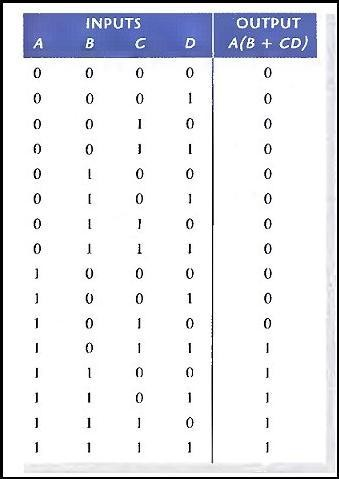 INPUTS OUTPUT
A B C D A(B + CD)
0 0 0 0 0
0 0 0 1 0
0 0 1 0 0
0 0 1 1 0
0 1 0 0 0
0 1 0 1 0
0 1 1 0 0
0 1 1 1 0
1 0 0 0 0
1 0 0 1 0
1 0 1 0 0
1 0 1 1 1
1 1 0 0 1
1 1 0 1 1
1 1 1 0 1
1 1 1 1 1